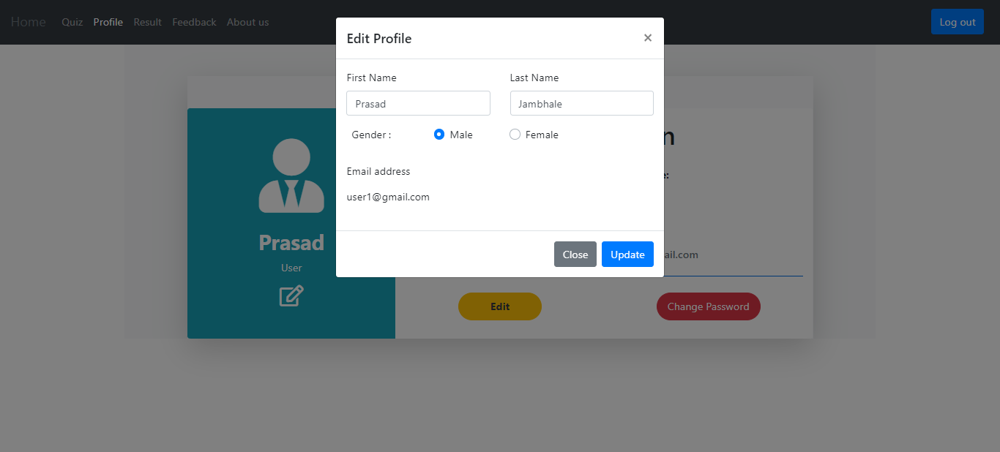 Home Quiz Profile Result Feedback About us Log out
Edit Profile ×
First Name Last Name
Prasad Jambhale
Gender : Male Female
Email address
user1@gmail.com
Close Update
Prasad
User
n
e:
ail.com
Edit Change Password